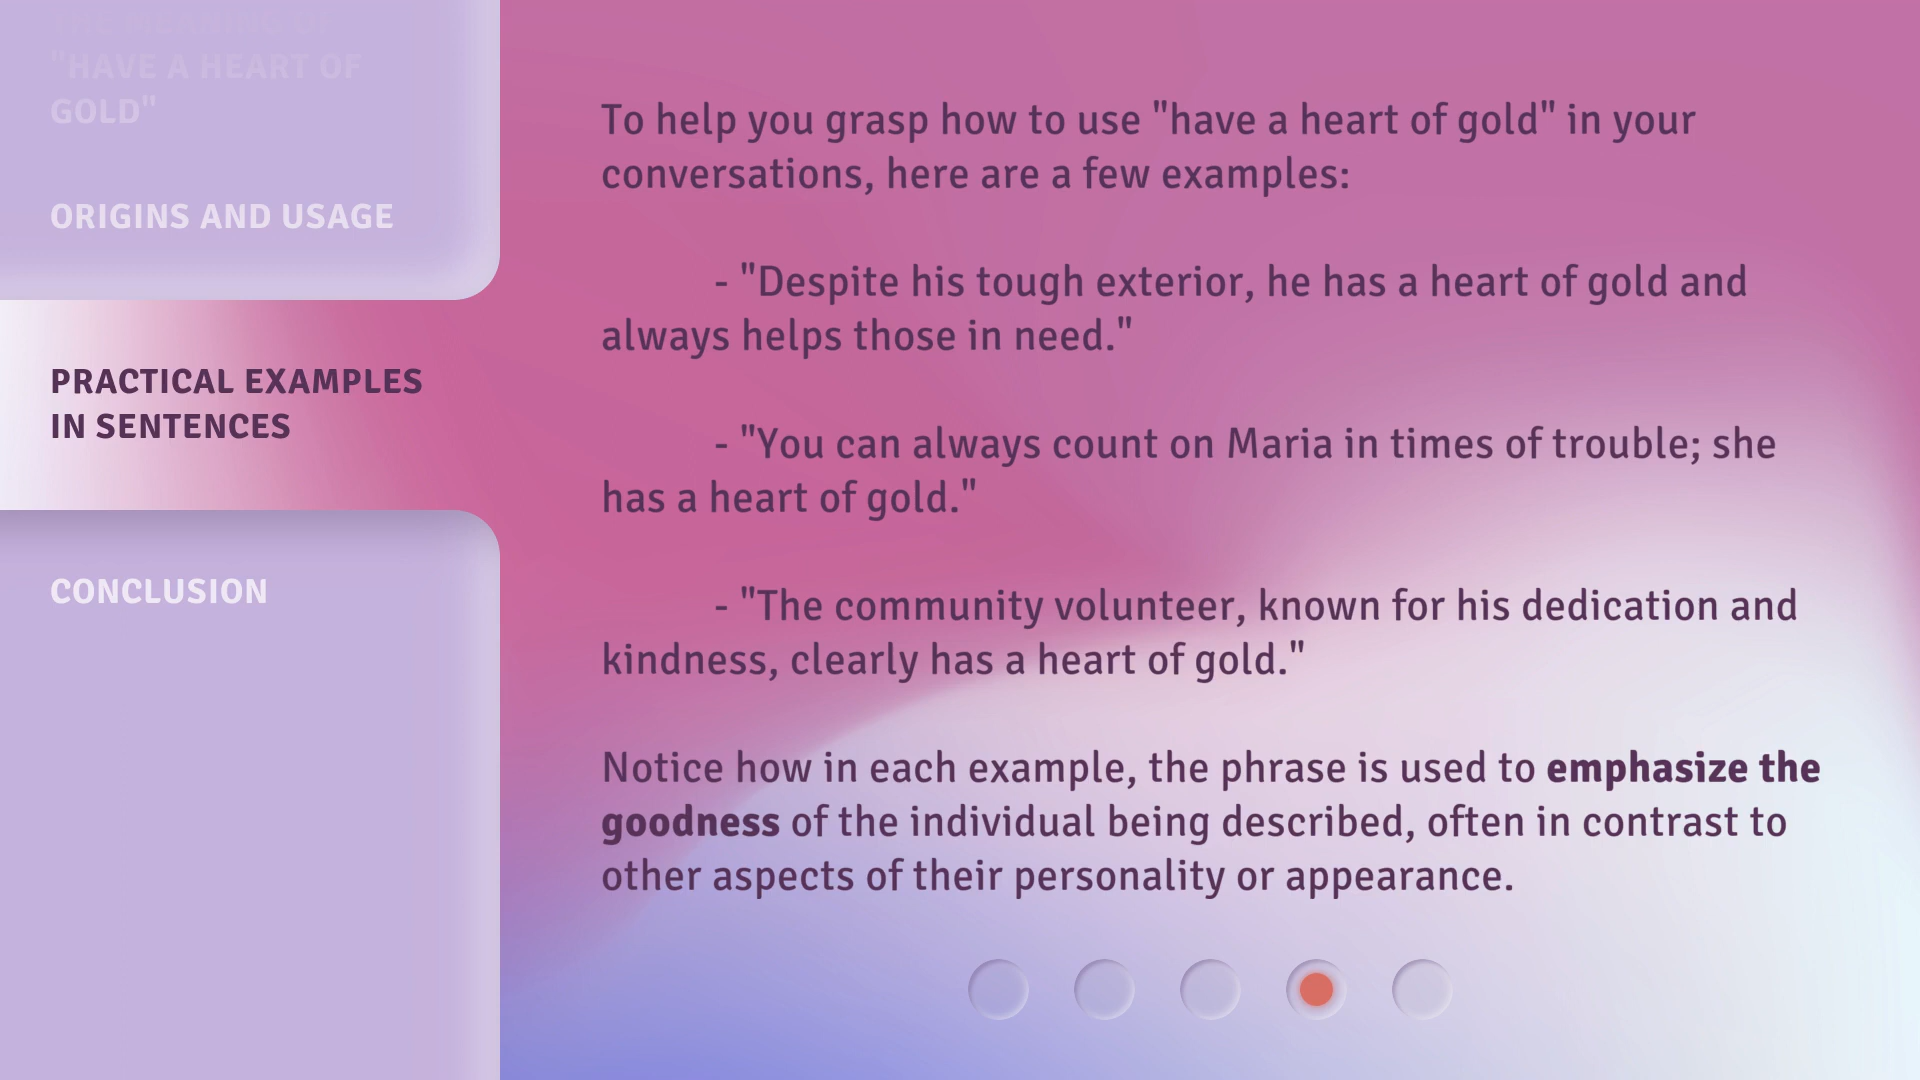 THE MEANING OF
"HAVE A HEART OF
GOLD"
ORIGINS AND USAGE
PRACTICAL EXAMPLES
IN SENTENCES
CONCLUSION
To help you grasp how to use "have a heart of gold" in your
conversations, here are a few examples:
- "Despite his tough exterior, he has a heart of gold and
always helps those in need."
- "You can always count on Maria in times of trouble; she
has a heart of gold."
- "The community volunteer, known for his dedication and
kindness, clearly has a heart of gold."
Notice how in each example, the phrase is used to emphasize the
goodness of the individual being described, often in contrast to
other aspects of their personality or appearance.